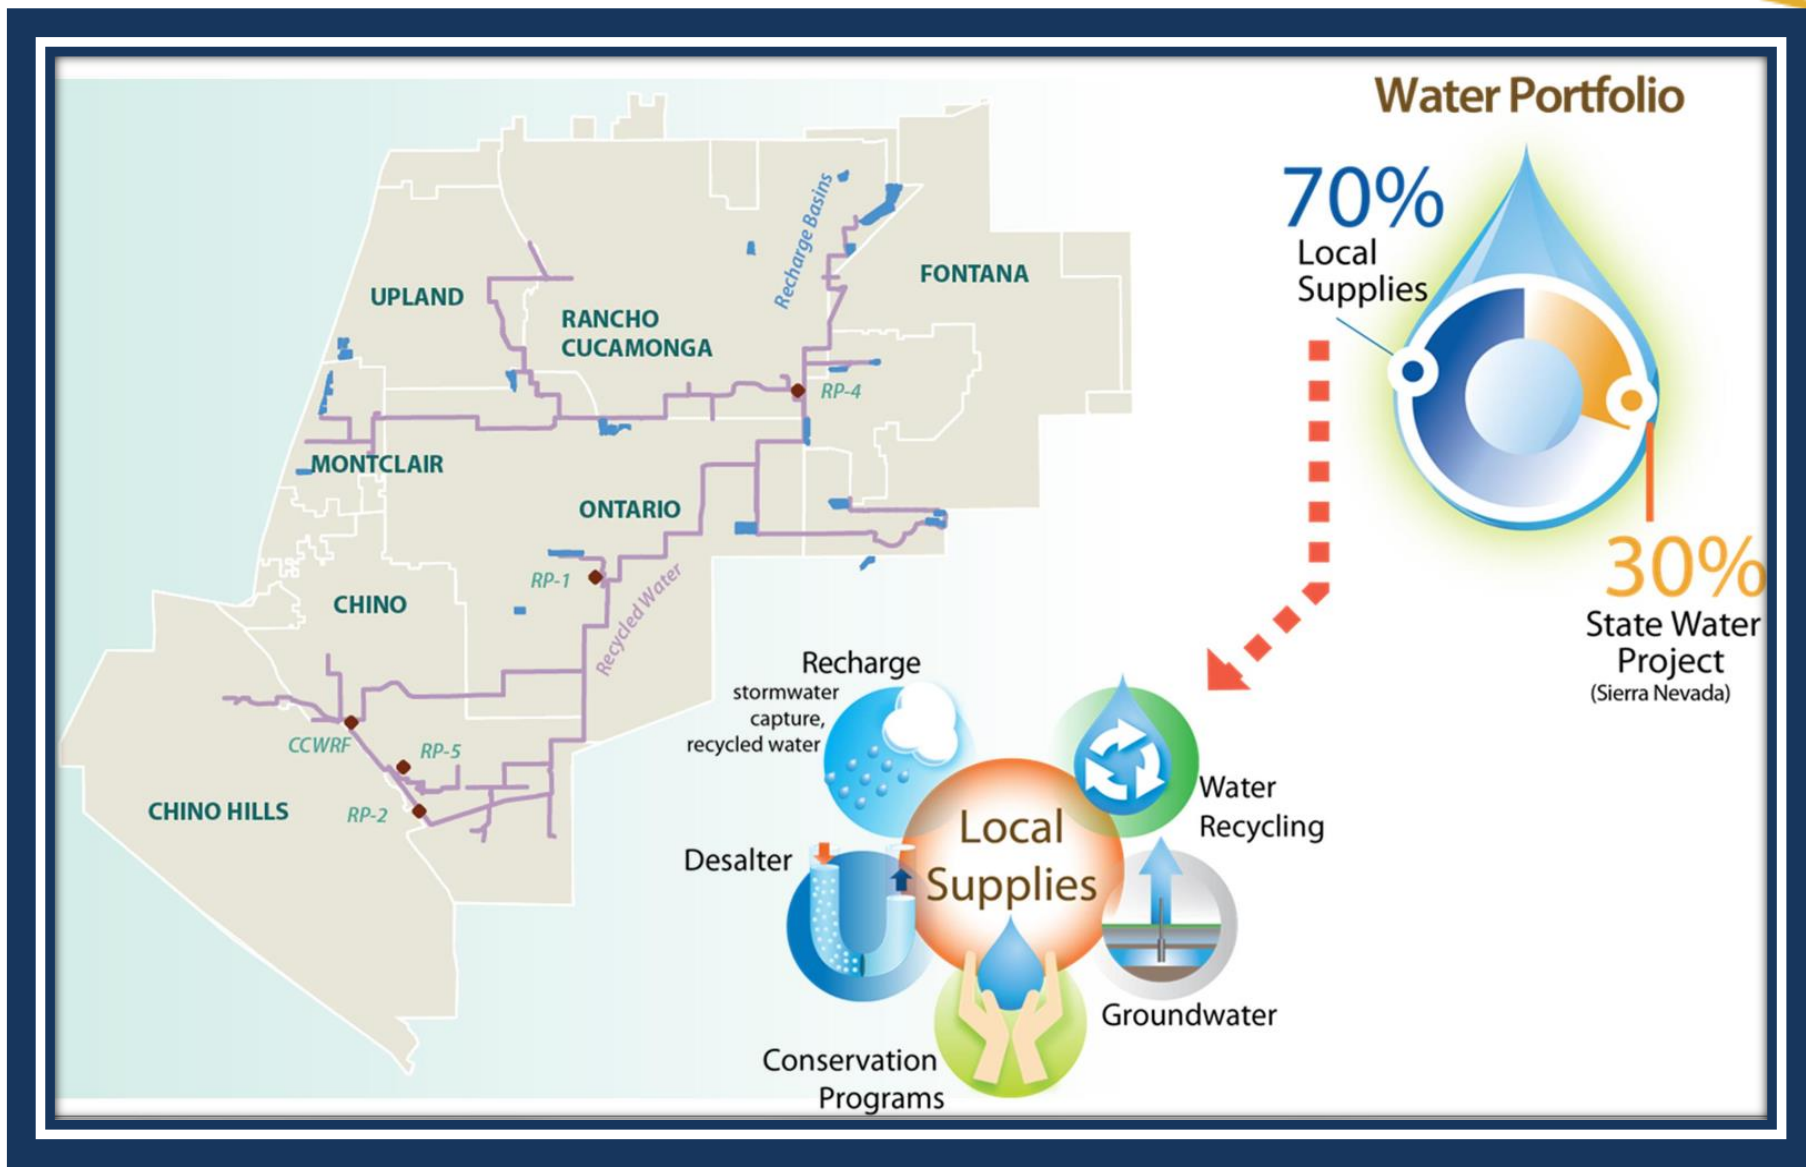 Water Portfolio
70%
Local
Supplies
30%
State Water
Project
(Sierra Nevada)
UPLAND
RANCHO
CUCAMONGA
Recharge Basins
FONTANA
RP-4
MONTCLAIR
ONTARIO
RP-1
Recycled Water
CHINO
CCWRF
RP-5
RP-2
CHINO HILLS
Recharge
stormwater
capture,
recycled water
Water
Recycling
Local
Supplies
Desalter
Groundwater
Conservation
Programs